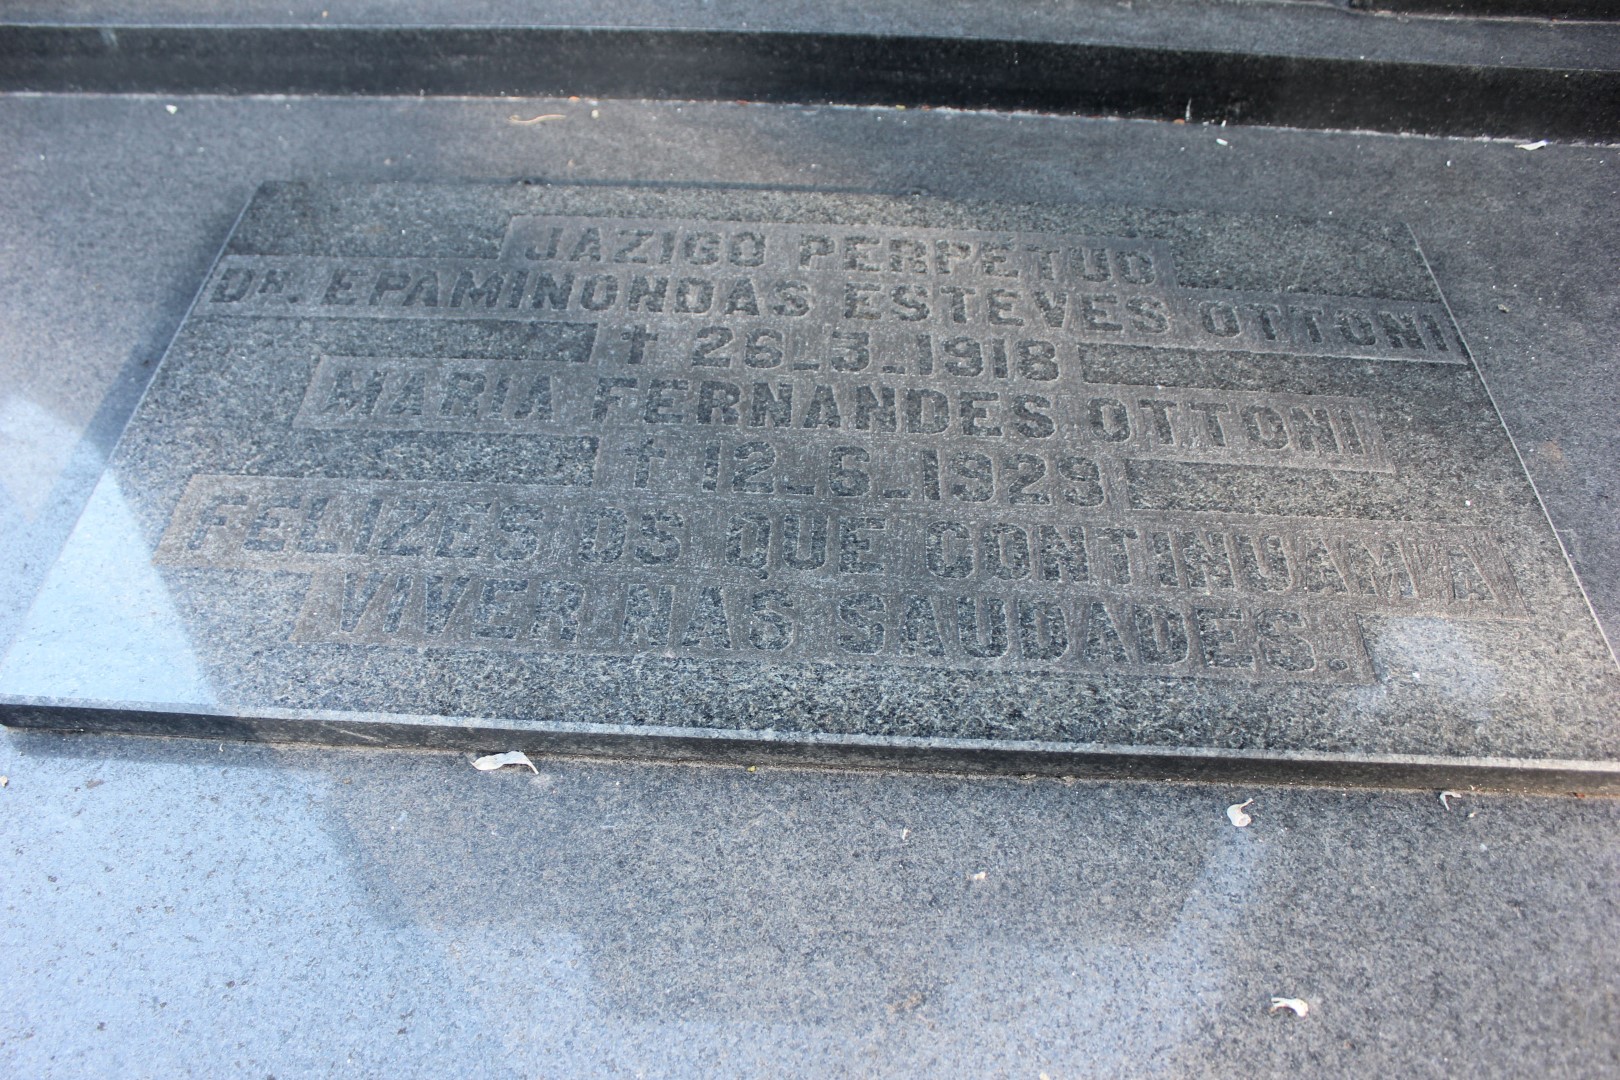 JAZIGO PERPETUO
DR. EPAMINONDAS ESTEVES OTTONI
† 26-3-1918
MARIA FERNANDES OTTONI
† 12-6-1929
FELIZES OS QUE CONTINUAM A
VIVER NAS SAUDADES.